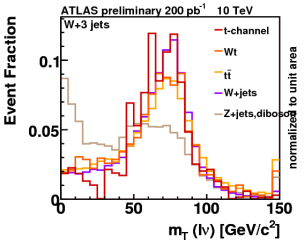 ATLAS preliminary 200 pb⁻¹ 10 TeV
W+3 jets
t-channel
Wt
tt̄
W+jets
Z+jets,diboson
Event Fraction
0.1
0.05
0
0 50 100 150
m_T (lν) [GeV/c²]
normalized to unit area